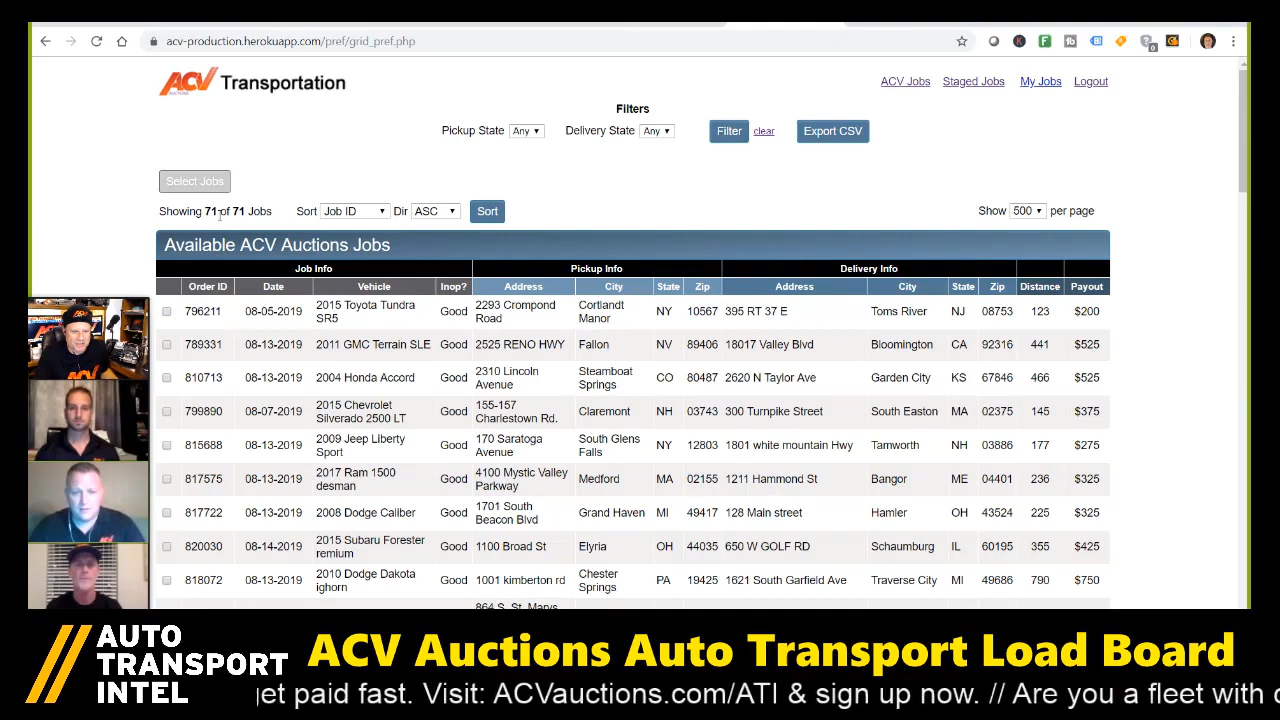 acv-production.herokuapp.com/pref/grid_pref.php
0
ACV Transportation
AUCTIONS
ACV Jobs Staged Jobs My Jobs Logout
Filters
Pickup State Any Delivery State Any Filter clear Export CSV
Select Jobs
Showing 71 of 71 Jobs Sort Job ID Dir ASC Sort Show 500 per page
Available ACV Auctions Jobs
Job Info Pickup Info Delivery Info
Order ID Date Vehicle Inop? Address City State Zip Address City State Zip Distance Payout
796211 08-05-2019 2015 Toyota Tundra SR5 Good 2293 Crompond Road Cortlandt Manor NY 10567 395 RT 37 E Toms River NJ 08753 123 $200
789331 08-13-2019 2011 GMC Terrain SLE Good 2525 RENO HWY Fallon NV 89406 18017 Valley Blvd Bloomington CA 92316 441 $525
810713 08-13-2019 2004 Honda Accord Good 2310 Lincoln Avenue Steamboat Springs CO 80487 2620 N Taylor Ave Garden City KS 67846 466 $525
799890 08-07-2019 2015 Chevrolet Silverado 2500 LT Good 155-157 Charlestown Rd. Claremont NH 03743 300 Turnpike Street South Easton MA 02375 145 $375
815688 08-13-2019 2009 Jeep Liberty Sport Good 170 Saratoga Avenue South Glens Falls NY 12803 1801 white mountain Hwy Tamworth NH 03886 177 $275
817575 08-13-2019 2017 Ram 1500 desman Good 4100 Mystic Valley Parkway Medford MA 02155 1211 Hammond St Bangor ME 04401 236 $325
817722 08-13-2019 2008 Dodge Caliber Good 1701 South Beacon Blvd Grand Haven MI 49417 128 Main street Hamler OH 43524 225 $325
820030 08-14-2019 2015 Subaru Forester remium Good 1100 Broad St Elyria OH 44035 650 E GOLF RD Schaumburg IL 60195 355 $425
818072 08-13-2019 2010 Dodge Dakota ighorn Good 1001 kimberton rd Chester Springs PA 19425 1625 South Garfield Ave Traverse City MI 49686 790 $750
864 S. St. Marys
AUTO
TRANSPORT
INTEL
ACV Auctions Auto Transport Load Board
get paid fast. Visit: ACVauctions.com/ATI & sign up now. // Are you a fleet with